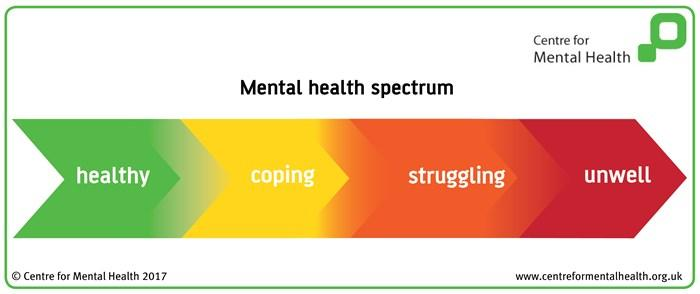 Centre for
Mental Health
Mental health spectrum
healthy coping struggling unwell
© Centre for Mental Health 2017 www.centreformentalhealth.org.uk